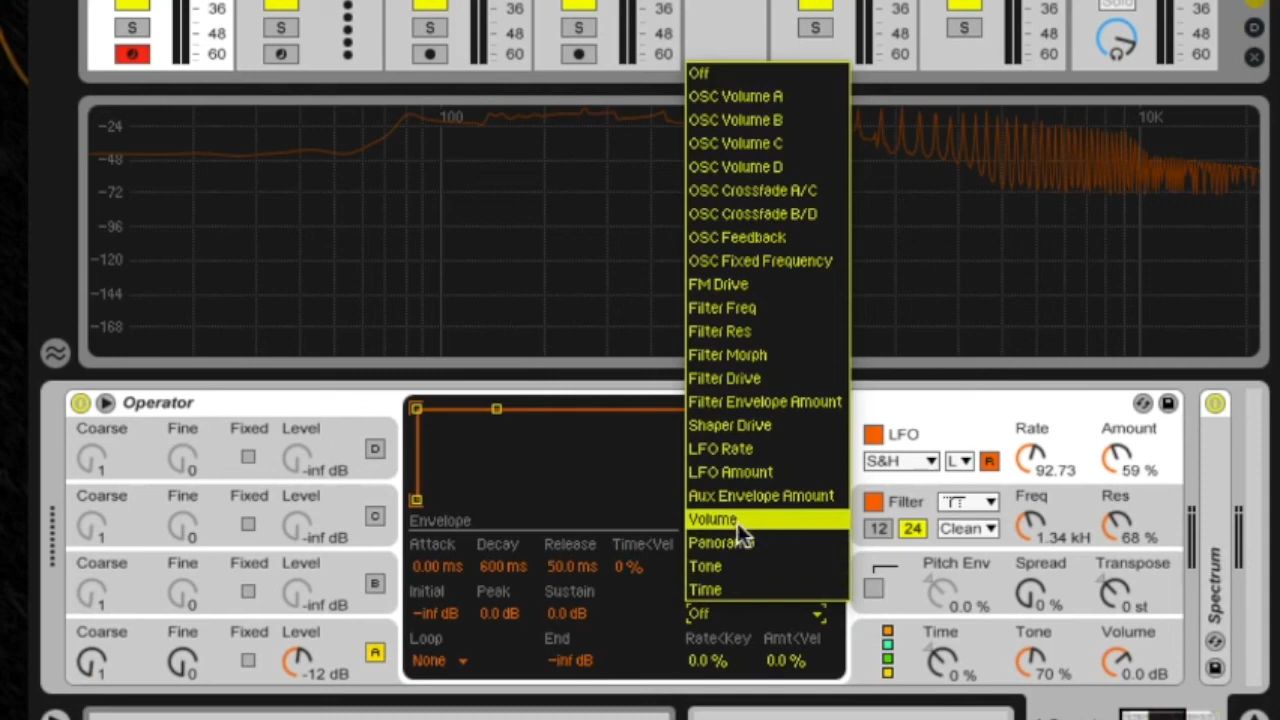 36 36 36 36 36 36 36
Solo
S S S S S S
48 48 48 48 48 48 48
D
60 60 60 60 60 60 60
Off
OSC Volume A
OSC Volume B
OSC Volume C
OSC Volume D
OSC Crossfade A/C
OSC Crossfade B/D
OSC Feedback
OSC Fixed Frequency
FM Drive
Filter Freq
Filter Res
Filter Morph
Filter Drive
Filter Envelope Amount
Shaper Drive
LFO Rate
LFO Amount
Aux Envelope Amount
Volume
Panorama
Tone
Time
Off
100 10K
-24
-48
-72
-96
-120
-144
-168
Operator
Coarse Fine Fixed Level
1 0 -inf dB D
Coarse Fine Fixed Level
1 0 -inf dB C
Coarse Fine Fixed Level
1 0 -inf dB B
Coarse Fine Fixed Level
1 0 -12 dB A
Envelope
Attack Decay Release Time<Vel
0.00 ms 600 ms 50.0 ms 0 %
Initial Peak Sustain
-inf dB 0.0 dB 0.0 dB
Loop End
None -inf dB
Rate<Key Amt<Vel
0.0 % 0.0 %
LFO Rate Amount
S&H L R 92.73 59 %
Filter Freq Res
12 24 Clean 1.34 kH 68 %
Pitch Env Spread Transpose
0.0 % 0 % 0 st
Time Tone Volume
0 % 70 % 0.0 dB
Spectrum